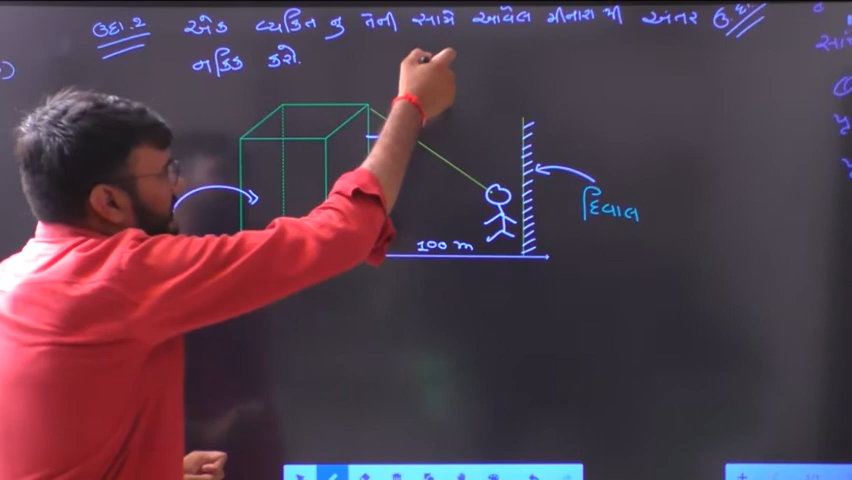 ઉદા.૨ એક વ્યકિત નુ તેની સામે આવેલ મીનારા થી અંતર
નકિક કરો.
100 m
દિવાલ